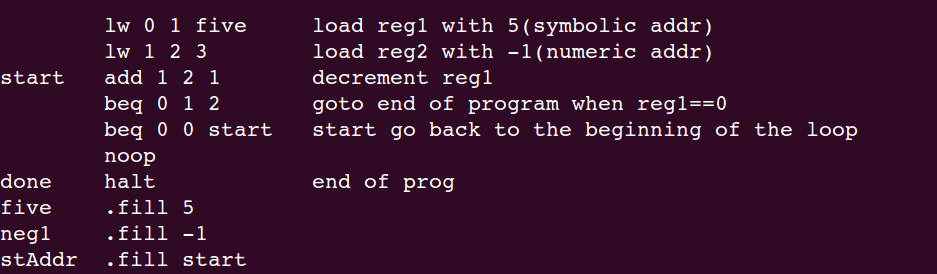 lw 0 1 five load reg1 with 5(symbolic addr)
lw 1 2 3 load reg2 with -1(numeric addr)
start add 1 2 1 decrement reg1
beq 0 1 2 goto end of program when reg1==0
beq 0 0 start start go back to the beginning of the loop
noop
done halt end of prog
five .fill 5
neg1 .fill -1
stAddr .fill start